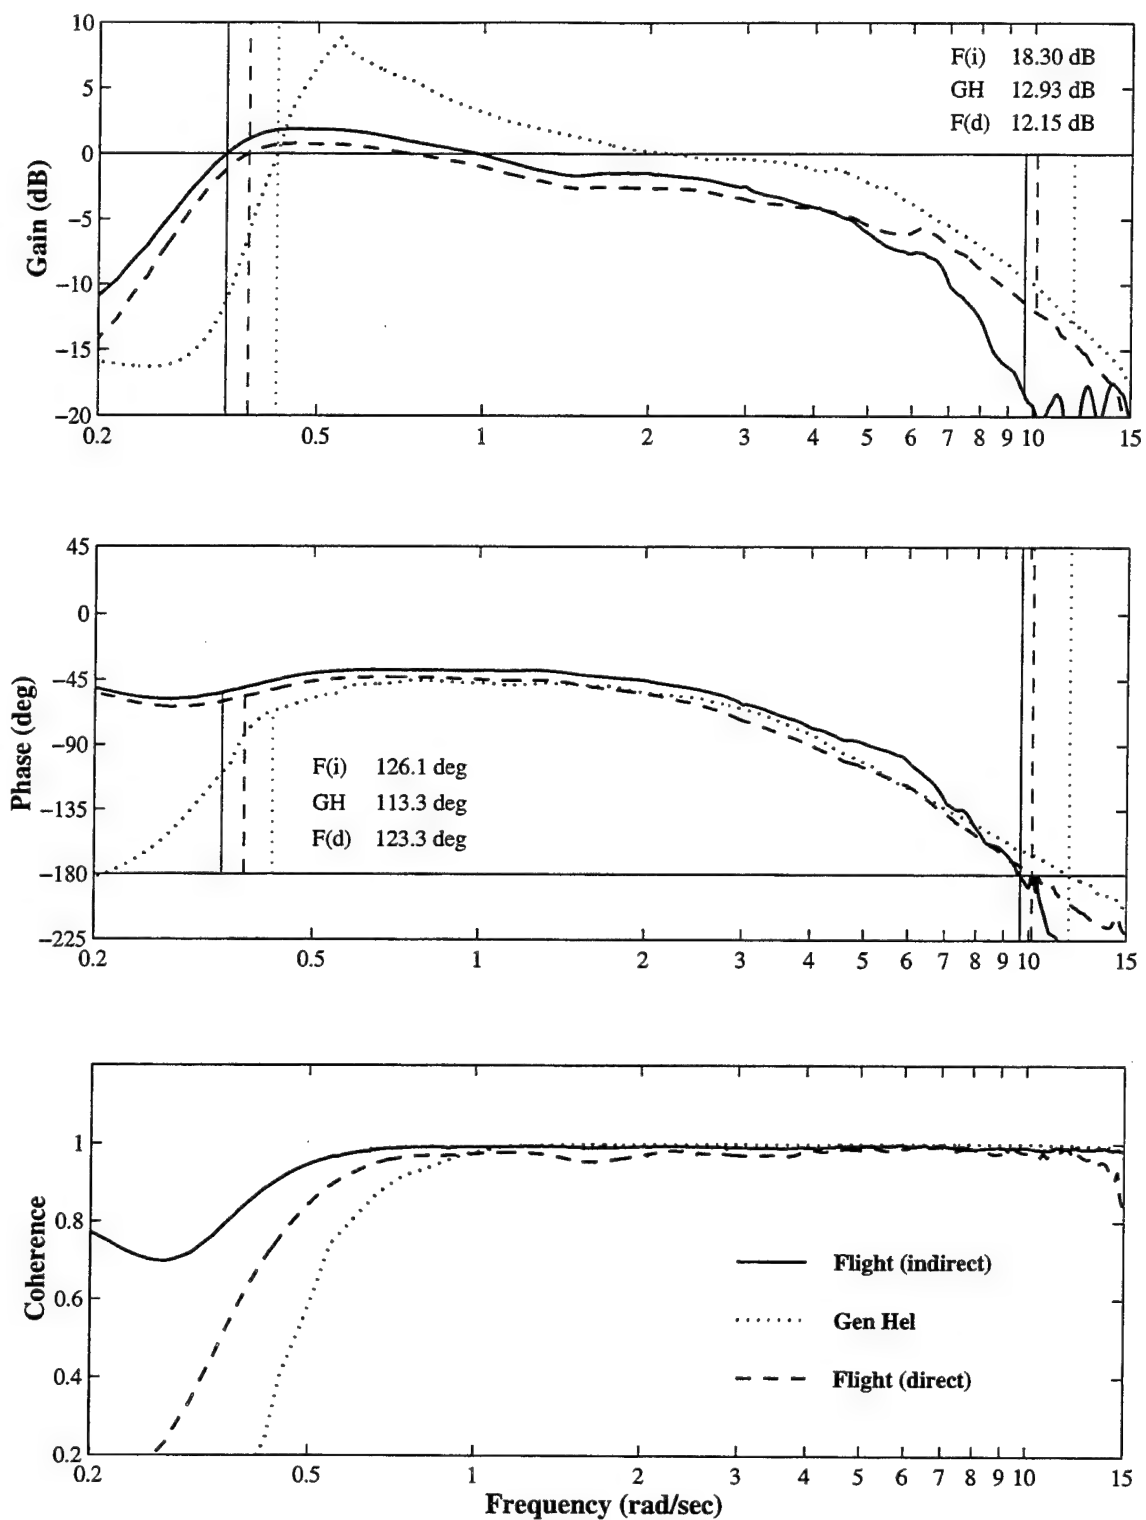 10
5
0
−5
−10
−15
−20
Gain (dB)
F(i) 18.30 dB
GH 12.93 dB
F(d) 12.15 dB
0.2 0.5 1 2 3 4 5 6 7 8 9 10 15
45
0
−45
−90
−135
−180
−225
Phase (deg)
F(i) 126.1 deg
GH 113.3 deg
F(d) 123.3 deg
0.2 0.5 1 2 3 4 5 6 7 8 9 10 15
1
0.8
0.6
0.4
0.2
Coherence
Flight (indirect)
Gen Hel
Flight (direct)
0.2 0.5 1 2 3 4 5 6 7 8 9 10 15
Frequency (rad/sec)